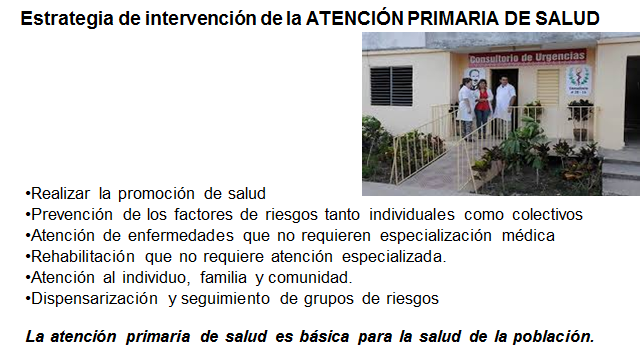 Estrategia de intervención de la ATENCIÓN PRIMARIA DE SALUD
Consultorio de Urgencias
•Realizar la promoción de salud
•Prevención de los factores de riesgos tanto individuales como colectivos
•Atención de enfermedades que no requieren especialización médica
•Rehabilitación que no requiere atención especializada.
•Atención al individuo, familia y comunidad.
•Dispensarización y seguimiento de grupos de riesgos
La atención primaria de salud es básica para la salud de la población.